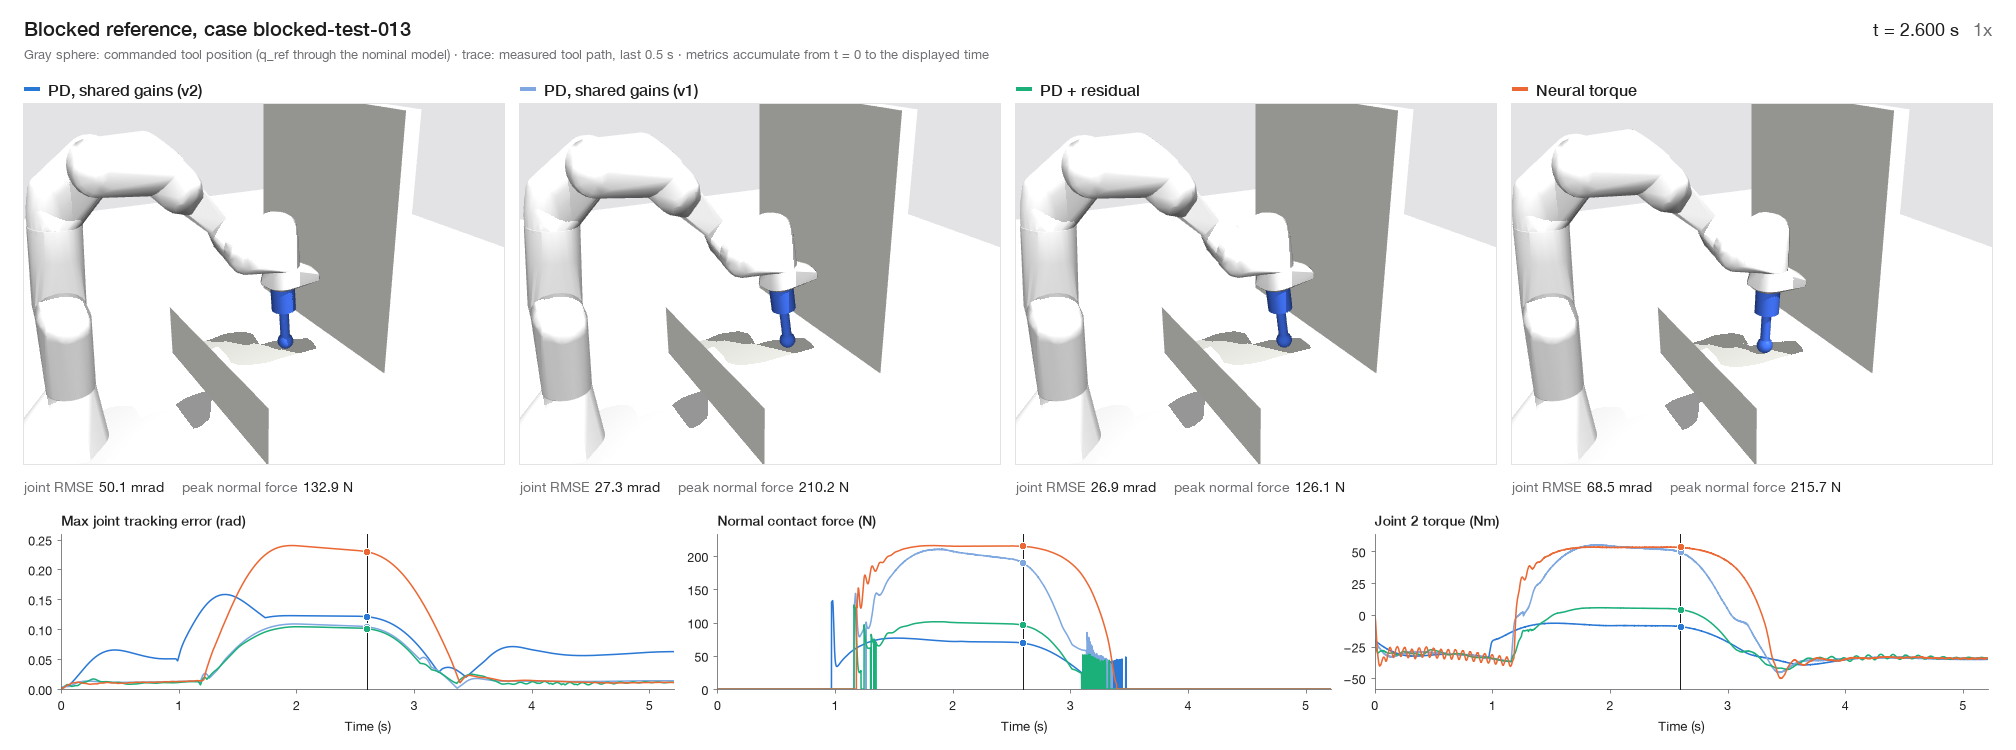 Blocked reference, case blocked-test-013
t = 2.600 s 1x
Gray sphere: commanded tool position (q_ref through the nominal model) · trace: measured tool path, last 0.5 s · metrics accumulate from t = 0 to the displayed time
PD, shared gains (v2)
PD, shared gains (v1)
PD + residual
Neural torque
joint RMSE 50.1 mrad peak normal force 132.9 N
joint RMSE 27.3 mrad peak normal force 210.2 N
joint RMSE 26.9 mrad peak normal force 126.1 N
joint RMSE 68.5 mrad peak normal force 215.7 N
Max joint tracking error (rad)
0.25
0.20
0.15
0.10
0.05
0.00
0 1 2 3 4 5
Time (s)
Normal contact force (N)
200
150
100
50
0
0 1 2 3 4 5
Time (s)
Joint 2 torque (Nm)
50
25
0
−25
−50
0 1 2 3 4 5
Time (s)